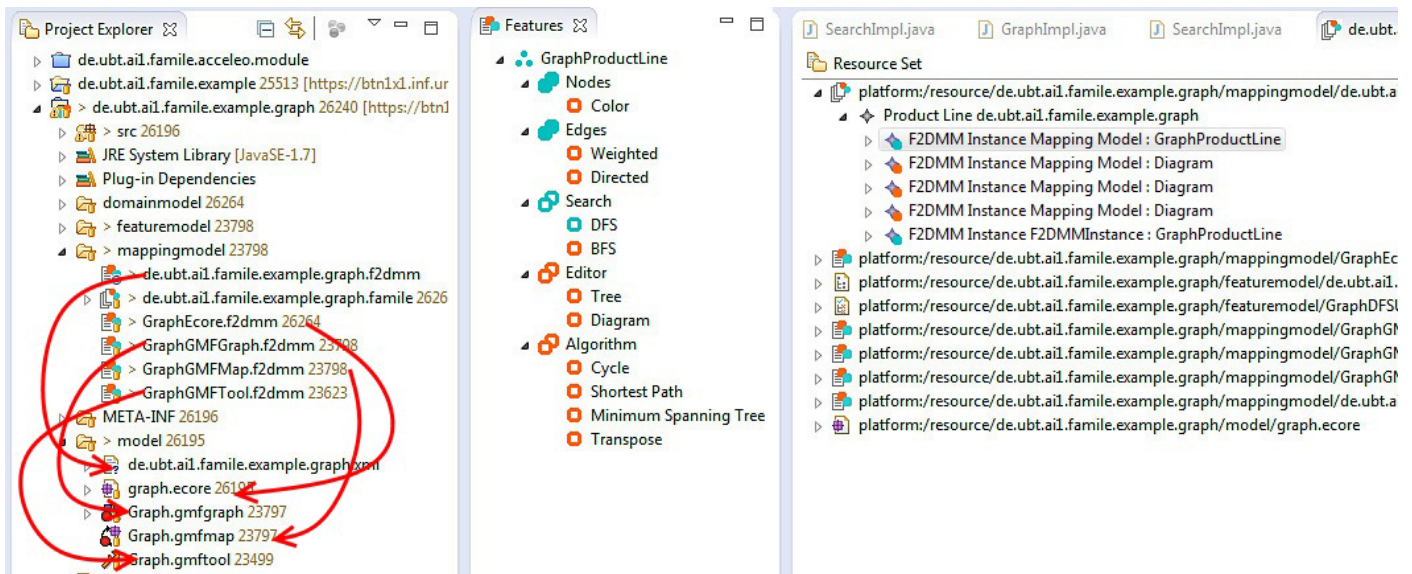 Project Explorer
de.ubt.ai1.famile.acceleo.module
de.ubt.ai1.famile.example 25513 [https://btn1x1.inf.ur
> de.ubt.ai1.famile.example.graph 26240 [https://btn1
> src 26196
JRE System Library [JavaSE-1.7]
Plug-in Dependencies
domainmodel 26264
> featuremodel 23798
> mappingmodel 23798
> de.ubt.ai1.famile.example.graph.f2dmm
> de.ubt.ai1.famile.example.graph.famile 2626
> GraphEcore.f2dmm 26264
> GraphGMFGraph.f2dmm 23798
> GraphGMFMap.f2dmm 23798
> GraphGMFTool.f2dmm 23623
META-INF 26196
> model 26195
de.ubt.ai1.famile.example.graph.xmi
graph.ecore 26195
Graph.gmfgraph 23797
Graph.gmfmap 23797
Graph.gmftool 23499
Features
GraphProductLine
Nodes
Color
Edges
Weighted
Directed
Search
DFS
BFS
Editor
Tree
Diagram
Algorithm
Cycle
Shortest Path
Minimum Spanning Tree
Transpose
SearchImpl.java GraphImpl.java SearchImpl.java de.ubt.
Resource Set
platform:/resource/de.ubt.ai1.famile.example.graph/mappingmodel/de.ubt.a
Product Line de.ubt.ai1.famile.example.graph
F2DMM Instance Mapping Model : GraphProductLine
F2DMM Instance Mapping Model : Diagram
F2DMM Instance Mapping Model : Diagram
F2DMM Instance Mapping Model : Diagram
F2DMM Instance F2DMMInstance : GraphProductLine
platform:/resource/de.ubt.ai1.famile.example.graph/mappingmodel/GraphEc
platform:/resource/de.ubt.ai1.famile.example.graph/featuremodel/de.ubt.ai1.
platform:/resource/de.ubt.ai1.famile.example.graph/featuremodel/GraphDFSU
platform:/resource/de.ubt.ai1.famile.example.graph/mappingmodel/GraphGM
platform:/resource/de.ubt.ai1.famile.example.graph/mappingmodel/GraphGM
platform:/resource/de.ubt.ai1.famile.example.graph/mappingmodel/GraphGM
platform:/resource/de.ubt.ai1.famile.example.graph/mappingmodel/de.ubt.a
platform:/resource/de.ubt.ai1.famile.example.graph/model/graph.ecore